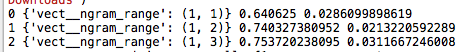 0 {'vect__ngram_range': (1, 1)} 0.640625 0.0286099898619
1 {'vect__ngram_range': (1, 2)} 0.740327380952 0.0213220592289
2 {'vect__ngram_range': (1, 3)} 0.753720238095 0.0311667246008